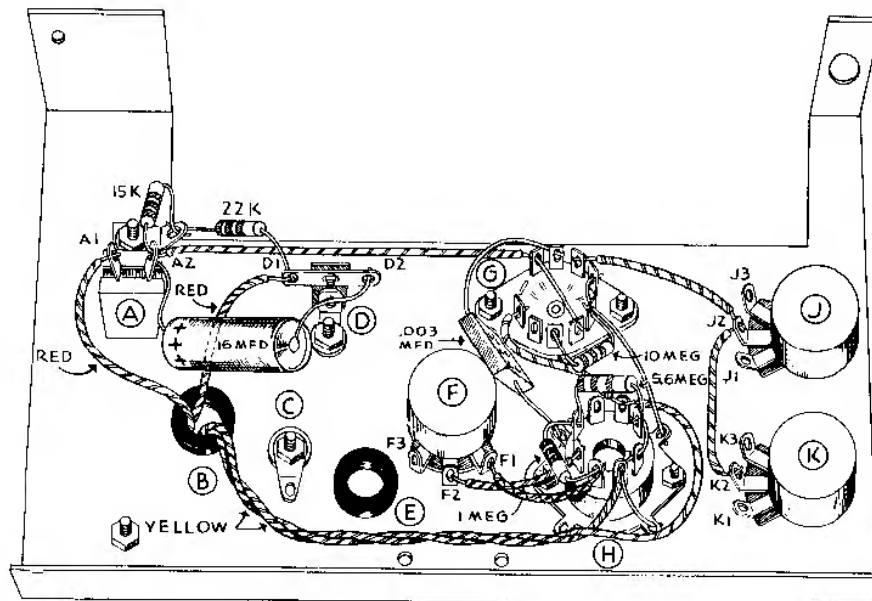 15K
22K
A1
A2
D1
D2
G
J3
A
RED
D
J
J2
16 MFD
.003
MFD
10 MEG
J1
RED
5.6MEG
F
C
K3
K
F3
F1
K2
B
F2
K1
E
1 MEG
YELLOW
H